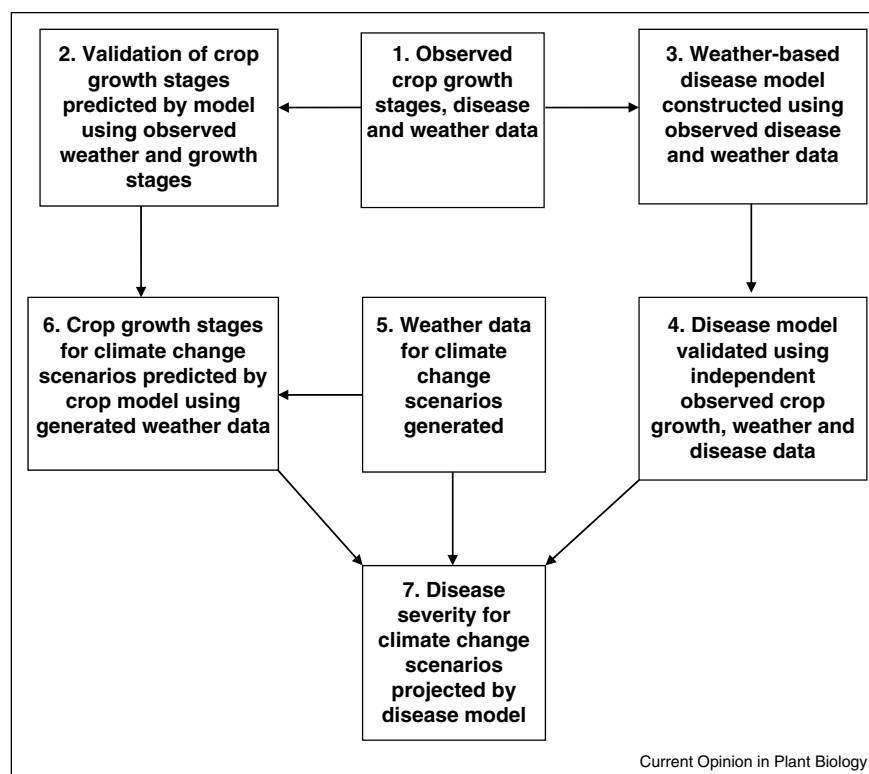 2. Validation of crop
growth stages
predicted by model
using observed
weather and growth
stages
1. Observed
crop growth
stages, disease
and weather data
3. Weather-based
disease model
constructed using
observed disease
and weather data
6. Crop growth stages
for climate change
scenarios predicted by
crop model using
generated weather data
5. Weather data
for climate
change
scenarios
generated
4. Disease model
validated using
independent
observed crop
growth, weather and
disease data
7. Disease
severity for
climate change
scenarios
projected by
disease model
Current Opinion in Plant Biology